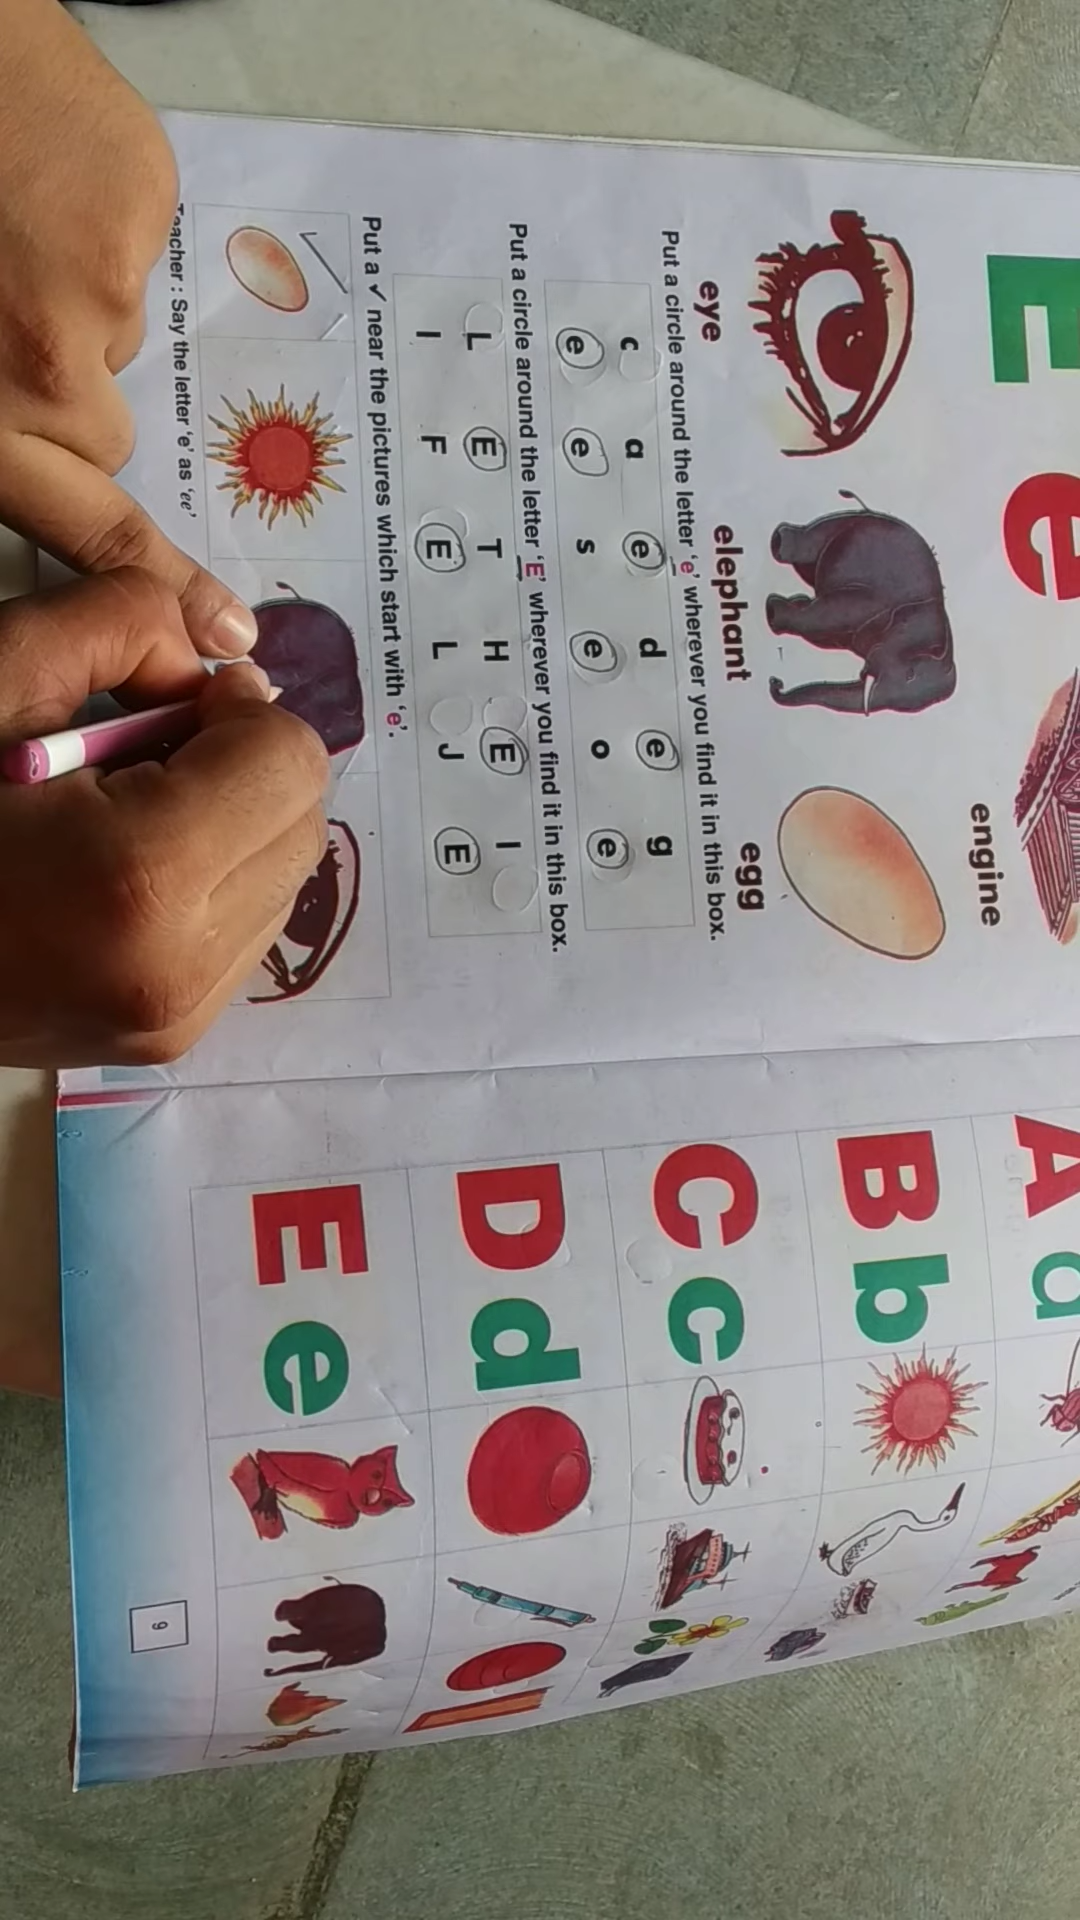 E e
engine
eye elephant egg
Put a circle around the letter 'e' wherever you find it in this box.
c a e d e g
e e s e o e
Put a circle around the letter 'E' wherever you find it in this box.
L E T H E I
I F E L J E
Put a ✓ near the pictures which start with 'e'.
Teacher : Say the letter 'e' as 'ee'
A a
B b
C c
D d
E e
9